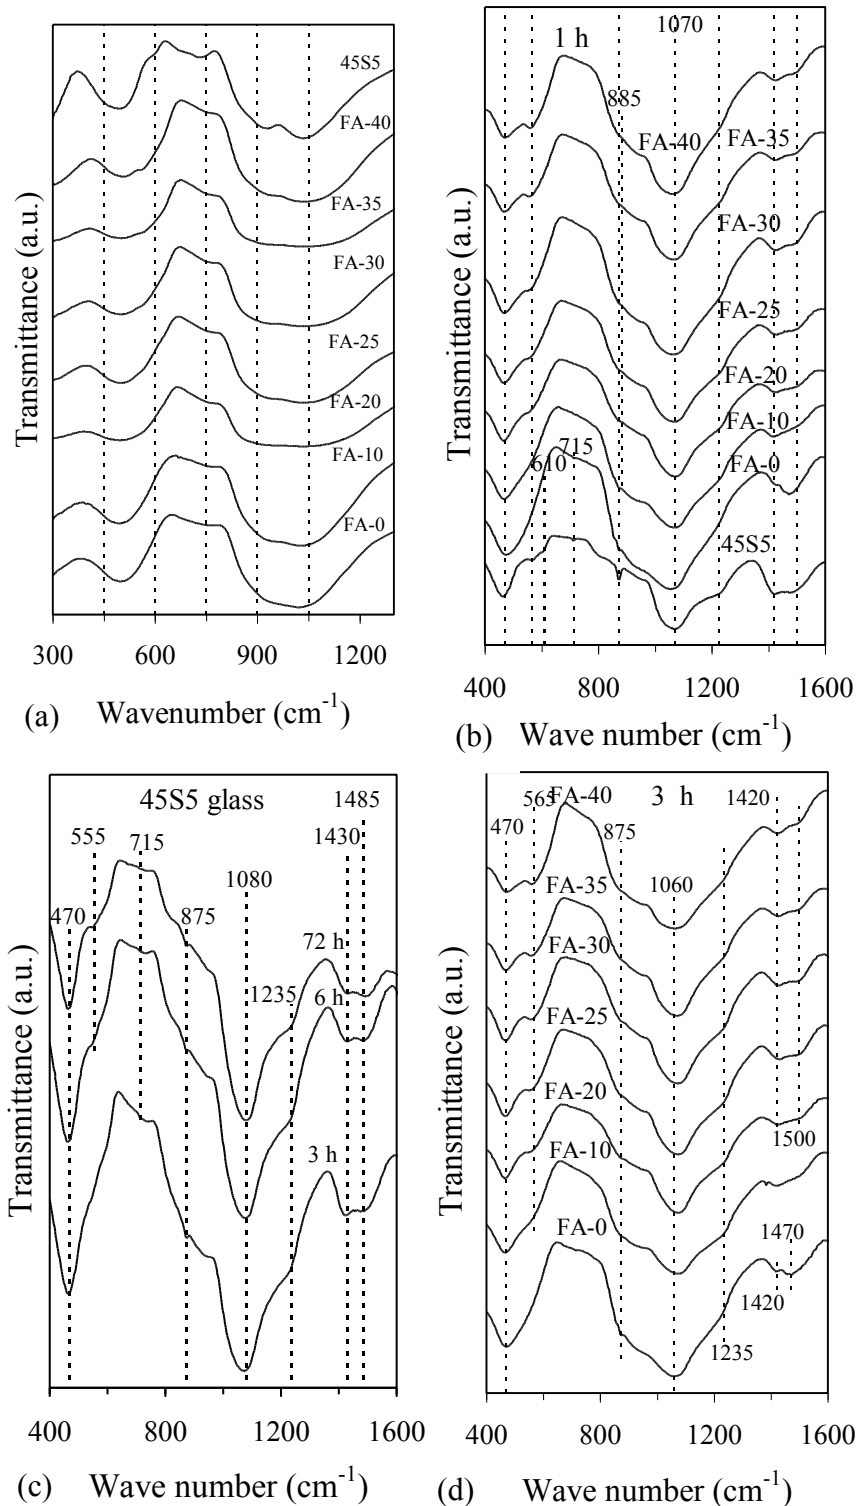 45S5
FA-40
FA-35
FA-30
FA-25
FA-20
FA-10
FA-0
Transmittance (a.u.)
300 600 900 1200
(a) Wavenumber (cm-1)
1 h
1070
885
FA-40
FA-35
FA-30
FA-25
FA-20
FA-10
715
610
FA-0
45S5
Transmittance (a.u.)
400 800 1200 1600
(b) Wave number (cm-1)
45S5 glass
1485
555
715
1430
1080
470
875
72 h
1235
6 h
3 h
Transmittance (a.u.)
400 800 1200 1600
(c) Wave number (cm-1)
565
FA-40
3 h
1420
470
875
FA-35
1060
FA-30
FA-25
FA-20
1500
FA-10
FA-0
1470
1420
1235
Transmittance (a.u.)
400 800 1200 1600
(d) Wave number (cm-1)